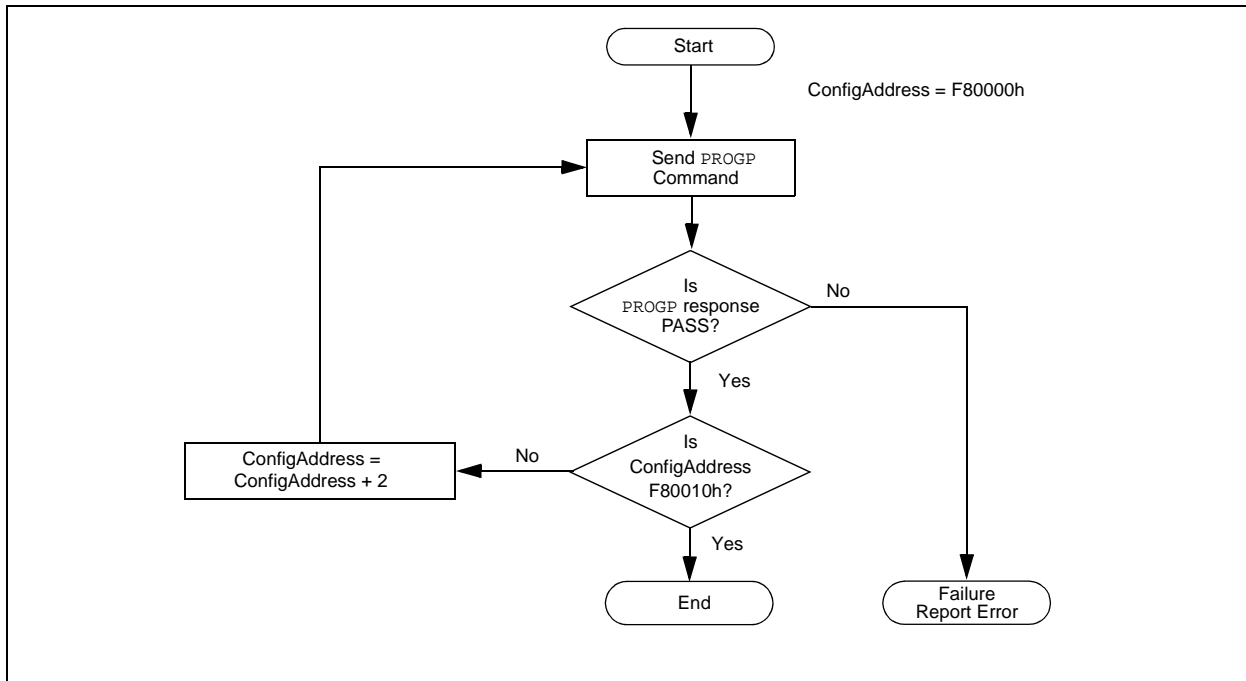 Start
ConfigAddress = F80000h
Send PROGP
Command
Is
PROGP response
PASS?
No
Yes
Is
ConfigAddress
F80010h?
No
ConfigAddress =
ConfigAddress + 2
Yes
End
Failure
Report Error